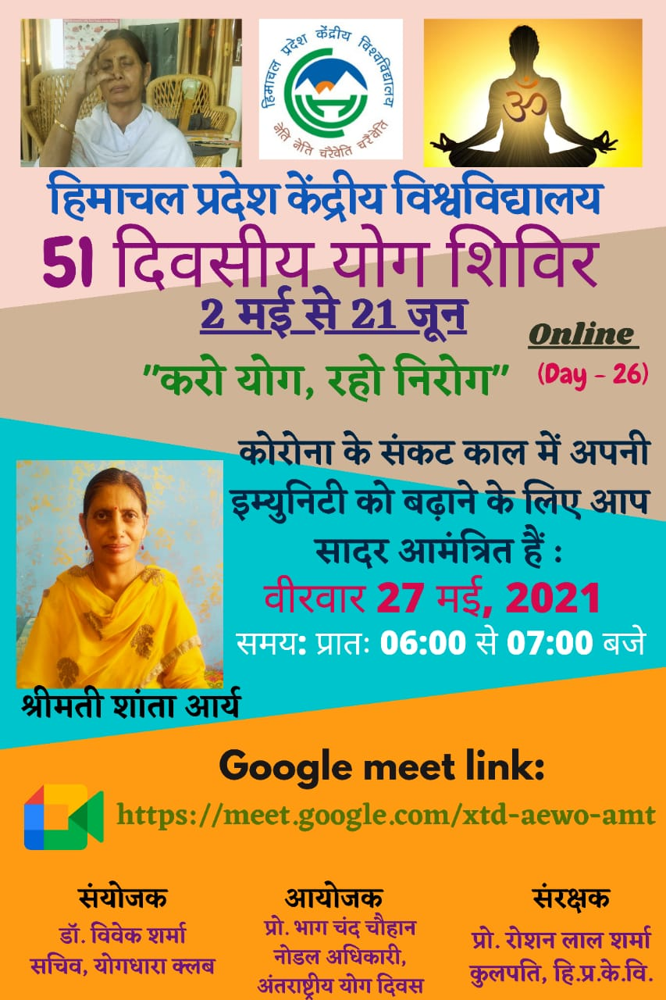 हिमाचल प्रदेश केंद्रीय विश्वविद्यालय
नेति नेति चरैवेति चरैवेति
ॐ
हिमाचल प्रदेश केंद्रीय विश्वविद्यालय
51 दिवसीय योग शिविर
2 मई से 21 जून
Online
"करो योग, रहो निरोग"
(Day - 26)
कोरोना के संकट काल में अपनी
इम्युनिटी को बढ़ाने के लिए आप
सादर आमंत्रित हैं :
वीरवार 27 मई, 2021
समय: प्रातः 06:00 से 07:00 बजे
श्रीमती शांता आर्य
Google meet link:
https://meet.google.com/xtd-aewo-amt
संयोजक
डॉ. विवेक शर्मा
सचिव, योगधारा क्लब
आयोजक
प्रो. भाग चंद चौहान
नोडल अधिकारी,
अंतराष्ट्रीय योग दिवस
संरक्षक
प्रो. रोशन लाल शर्मा
कुलपति, हि.प्र.के.वि.